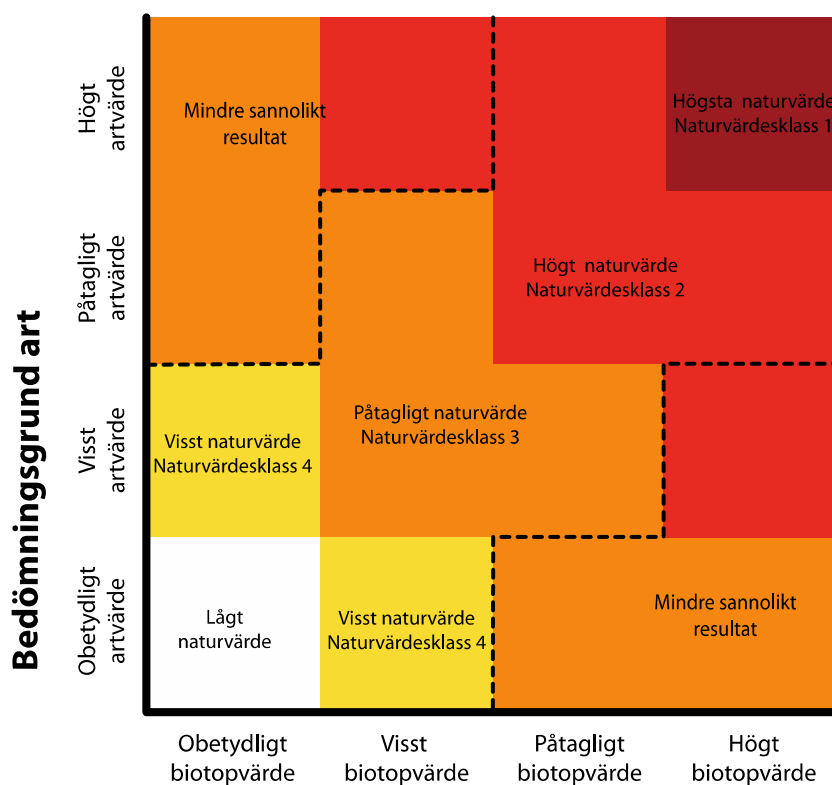 Bedömningsgrund art
Högt
artvärde
Påtagligt
artvärde
Visst
artvärde
Obetydligt
artvärde
Mindre sannolikt
resultat
Högsta naturvärde
Naturvärdesklass 1
Högt naturvärde
Naturvärdesklass 2
Påtagligt naturvärde
Naturvärdesklass 3
Visst naturvärde
Naturvärdesklass 4
Lågt
naturvärde
Visst naturvärde
Naturvärdesklass 4
Mindre sannolikt
resultat
Obetydligt
biotopvärde
Visst
biotopvärde
Påtagligt
biotopvärde
Högt
biotopvärde